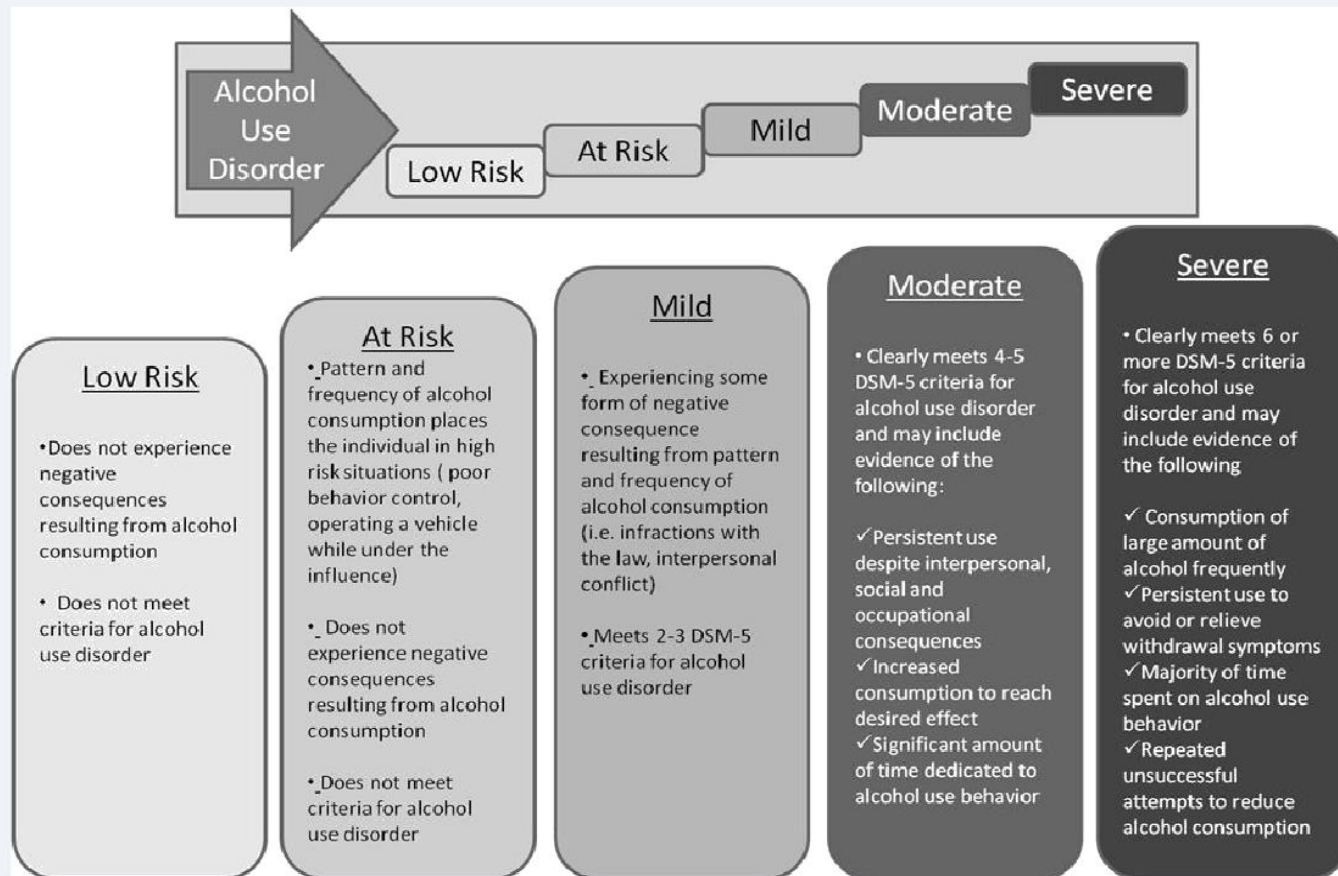 Alcohol
Use
Disorder
Low Risk
At Risk
Mild
Moderate
Severe
Low Risk
•Does not experience
negative
consequences
resulting from alcohol
consumption
• Does not meet
criteria for alcohol
use disorder
At Risk
• Pattern and
frequency of alcohol
consumption places
the individual in high
risk situations ( poor
behavior control,
operating a vehicle
while under the
influence)
• Does not
experience negative
consequences
resulting from alcohol
consumption
• Does not meet
criteria for alcohol
use disorder
Mild
• Experiencing some
form of negative
consequence
resulting from pattern
and frequency of
alcohol consumption
(i.e. infractions with
the law, interpersonal
conflict)
• Meets 2-3 DSM-5
criteria for alcohol
use disorder
Moderate
• Clearly meets 4-5
DSM-5 criteria for
alcohol use disorder
and may include
evidence of the
following:
✓Persistent use
despite interpersonal,
social and
occupational
consequences
✓Increased
consumption to reach
desired effect
✓Significant amount
of time dedicated to
alcohol use behavior
Severe
• Clearly meets 6 or
more DSM-5 criteria
for alcohol use
disorder and may
include evidence of
the following
✓ Consumption of
large amount of
alcohol frequently
✓Persistent use to
avoid or relieve
withdrawal symptoms
✓Majority of time
spent on alcohol use
behavior
✓Repeated
unsuccessful
attempts to reduce
alcohol consumption